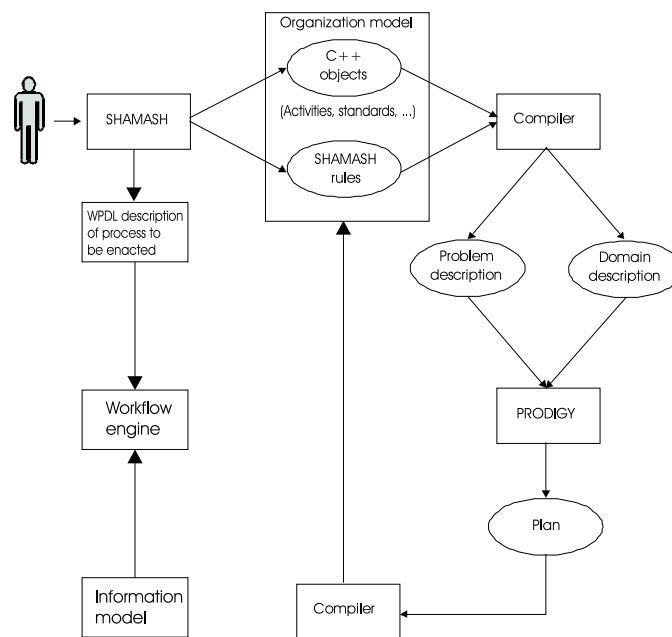 Organization model
C++
objects
(Activities, standards, ...)
SHAMASH
rules
SHAMASH
Compiler
WPDL description
of process to
be enacted
Problem
description
Domain
description
Workflow
engine
PRODIGY
Plan
Information
model
Compiler